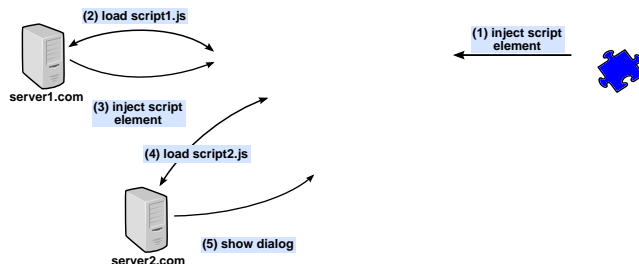 (2) load script1.js
(1) inject script
element
server1.com
(3) inject script
element
(4) load script2.js
(5) show dialog
server2.com